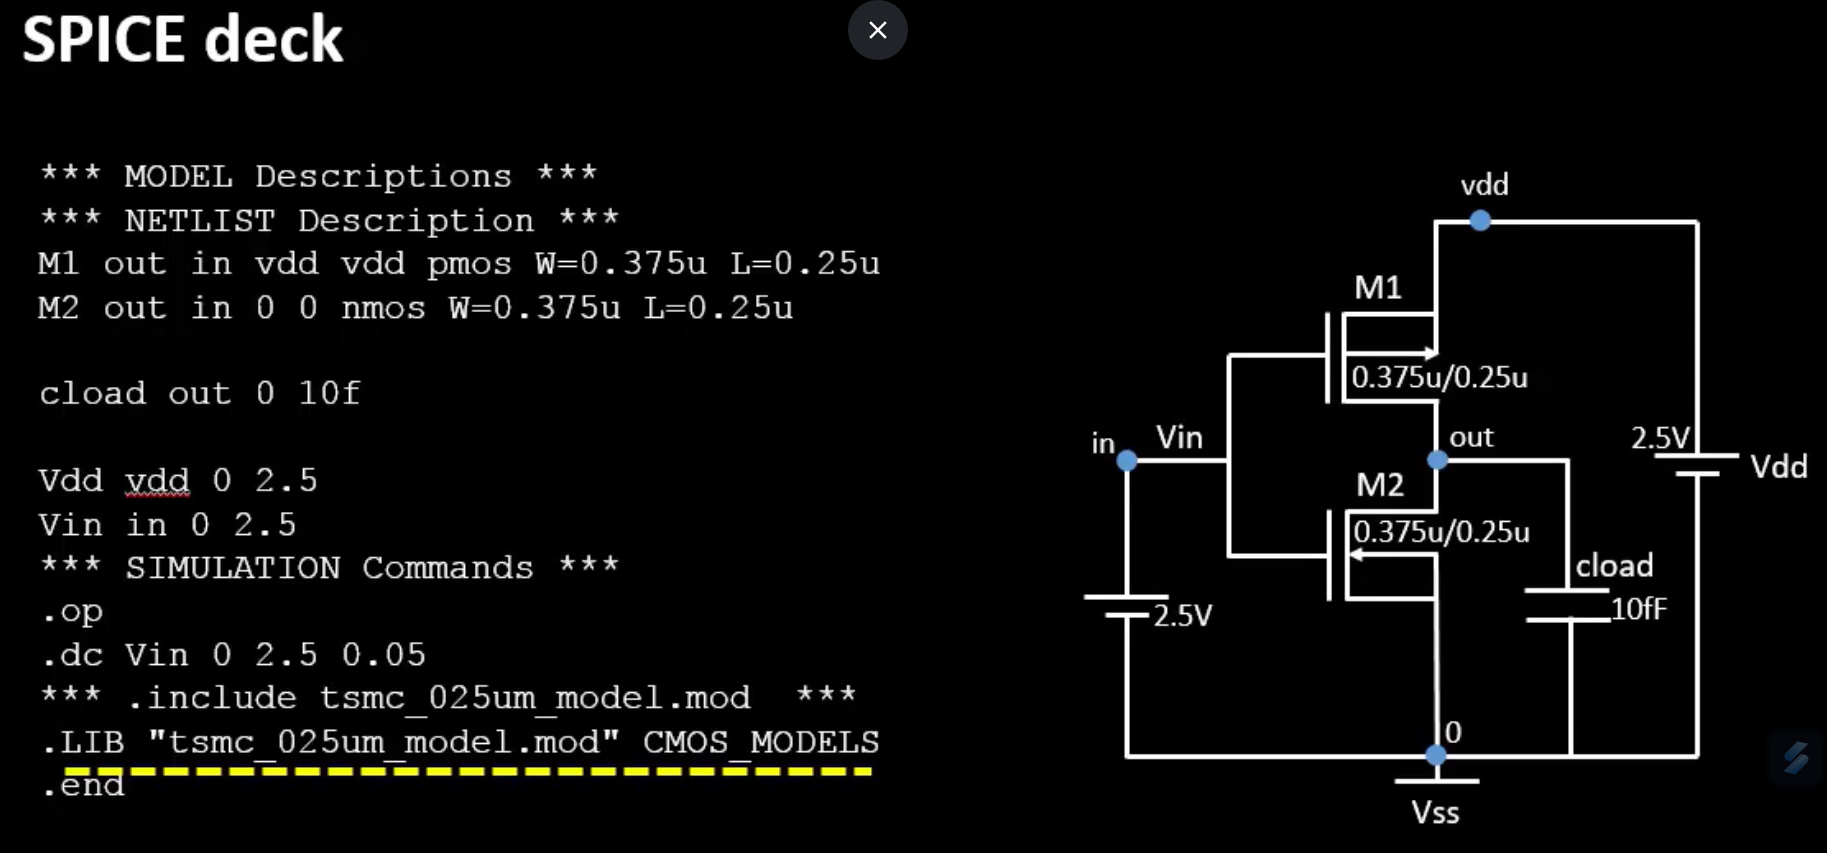 SPICE deck
*** MODEL Descriptions ***
*** NETLIST Description ***
M1 out in vdd vdd pmos W=0.375u L=0.25u
M2 out in 0 0 nmos W=0.375u L=0.25u
cload out 0 10f
Vdd vdd 0 2.5
Vin in 0 2.5
*** SIMULATION Commands ***
.op
.dc Vin 0 2.5 0.05
*** .include tsmc_025um_model.mod ***
.LIB "tsmc_025um_model.mod" CMOS_MODELS
.end
vdd
M1
0.375u/0.25u
in
Vin
out
2.5V
Vdd
M2
0.375u/0.25u
cload
10fF
2.5V
0
Vss